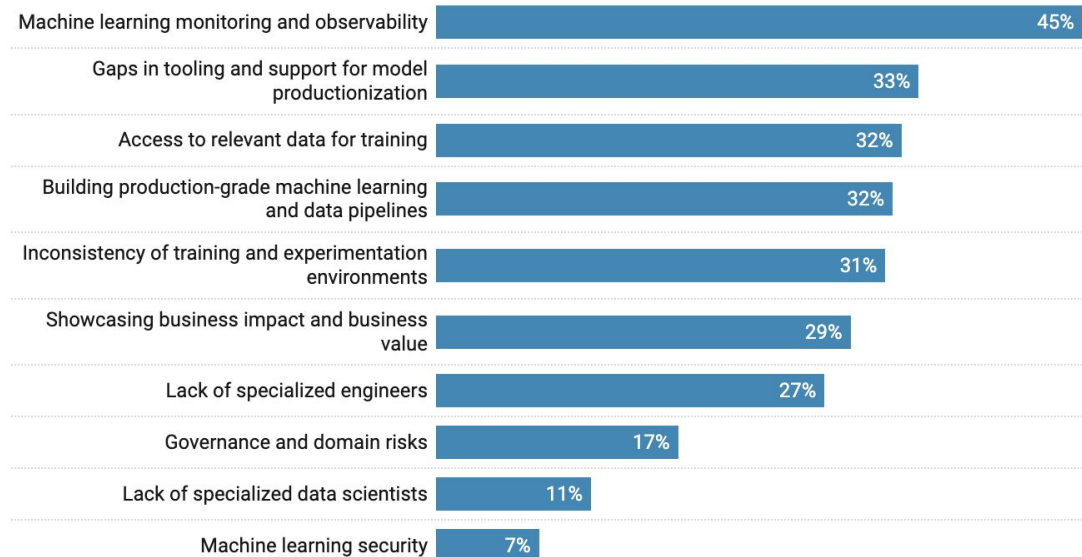 Machine learning monitoring and observability 45%
Gaps in tooling and support for model
productionization 33%
Access to relevant data for training 32%
Building production-grade machine learning
and data pipelines 32%
Inconsistency of training and experimentation
environments 31%
Showcasing business impact and business
value 29%
Lack of specialized engineers 27%
Governance and domain risks 17%
Lack of specialized data scientists 11%
Machine learning security 7%